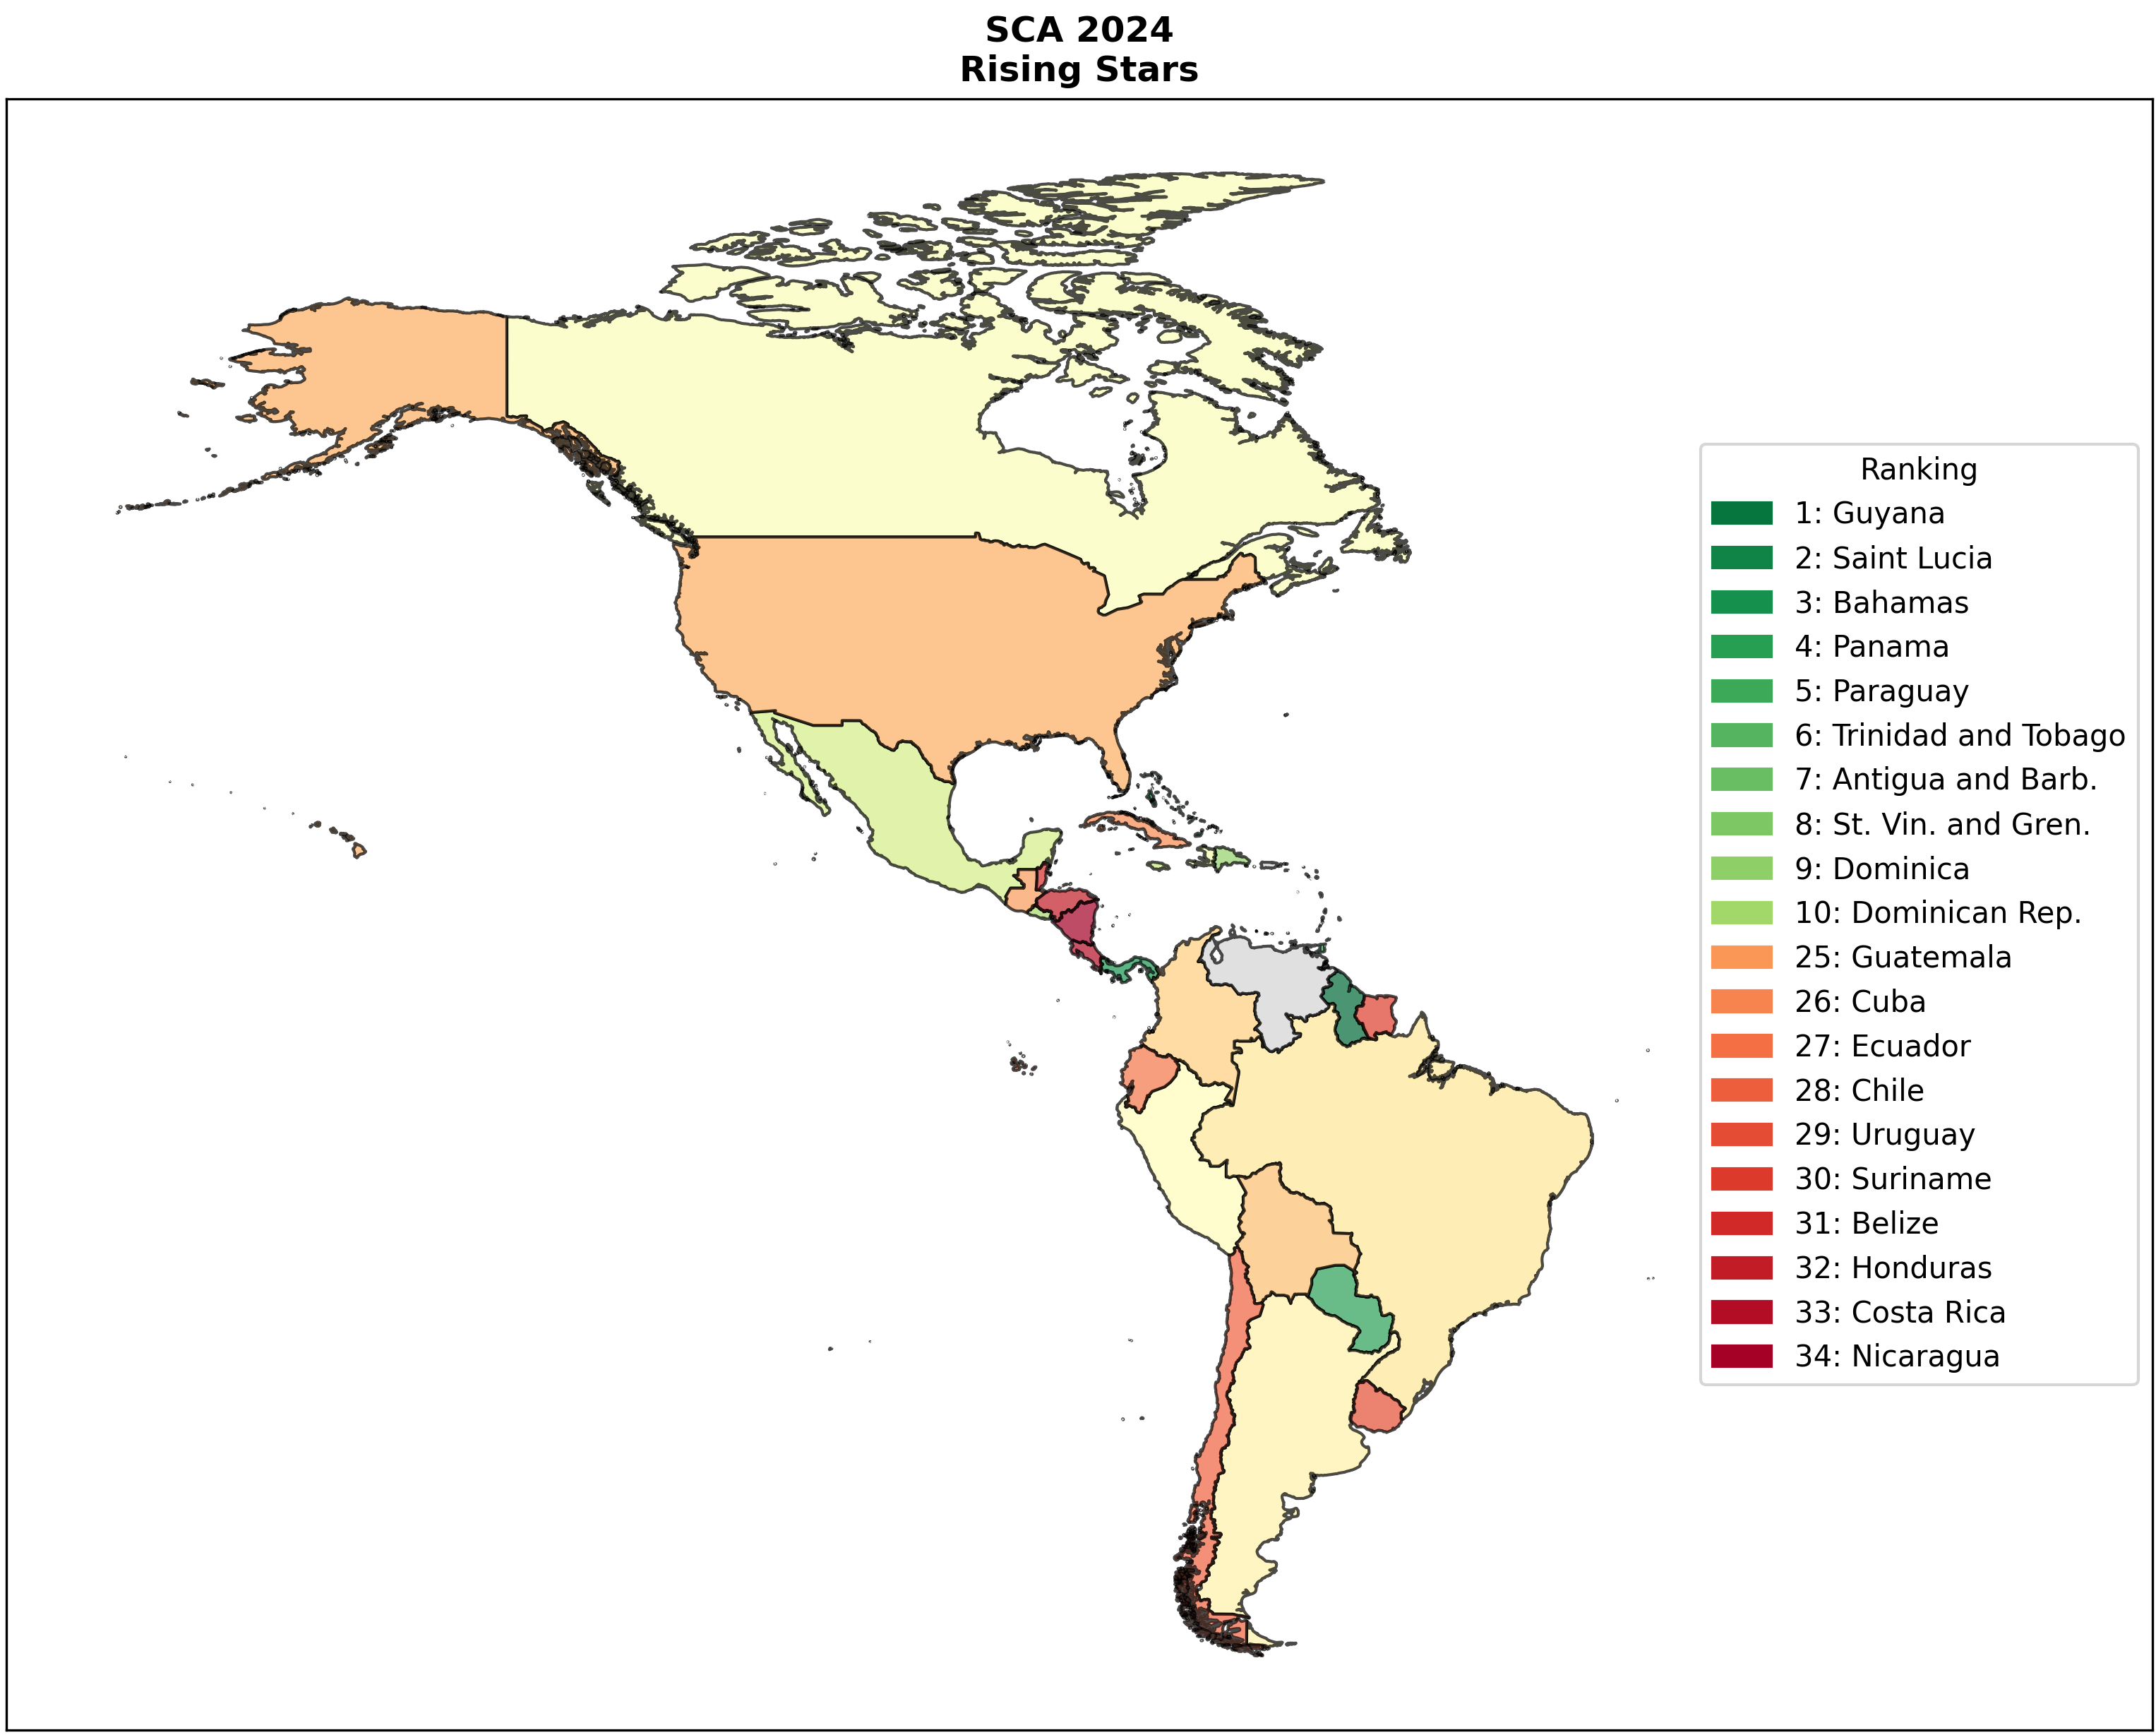 SCA 2024
Rising Stars
Ranking
1: Guyana
2: Saint Lucia
3: Bahamas
4: Panama
5: Paraguay
6: Trinidad and Tobago
7: Antigua and Barb.
8: St. Vin. and Gren.
9: Dominica
10: Dominican Rep.
25: Guatemala
26: Cuba
27: Ecuador
28: Chile
29: Uruguay
30: Suriname
31: Belize
32: Honduras
33: Costa Rica
34: Nicaragua